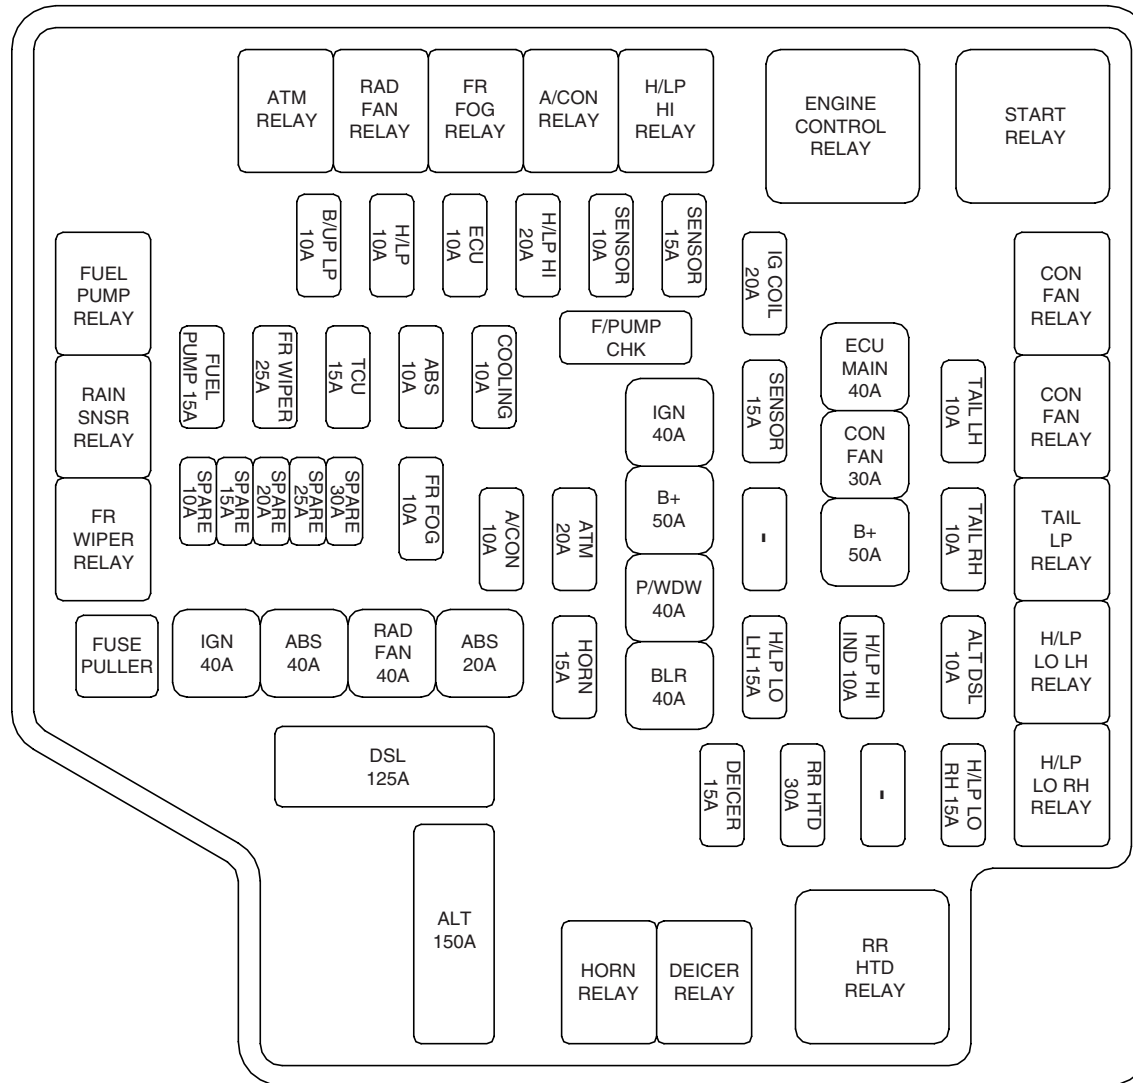 ATM
RELAY
RAD
FAN
RELAY
FR
FOG
RELAY
A/CON
RELAY
H/LP
HI
RELAY
ENGINE
CONTROL
RELAY
START
RELAY
B/UP LP
10A
H/LP
10A
ECU
10A
H/LP HI
20A
SENSOR
10A
SENSOR
15A
IG COIL
20A
FUEL
PUMP
RELAY
CON
FAN
RELAY
F/PUMP
CHK
FUEL
PUMP 15A
FR WIPER
25A
TCU
15A
ABS
10A
COOLING
10A
ECU
MAIN
40A
RAIN
SNSR
RELAY
IGN
40A
SENSOR
15A
CON
FAN
30A
TAIL LH
10A
CON
FAN
RELAY
SPARE
10A
SPARE
15A
SPARE
20A
SPARE
25A
SPARE
30A
FR FOG
10A
A/CON
10A
ATM
20A
B+
50A
-
B+
50A
TAIL RH
10A
TAIL
LP
RELAY
FR
WIPER
RELAY
P/WDW
40A
FUSE
PULLER
IGN
40A
ABS
40A
RAD
FAN
40A
ABS
20A
HORN
15A
BLR
40A
H/LP LO
LH 15A
H/LP HI
IND 10A
ALT DSL
10A
H/LP
LO LH
RELAY
DSL
125A
DEICER
15A
RR HTD
30A
-
H/LP LO
RH 15A
H/LP
LO RH
RELAY
ALT
150A
HORN
RELAY
DEICER
RELAY
RR
HTD
RELAY